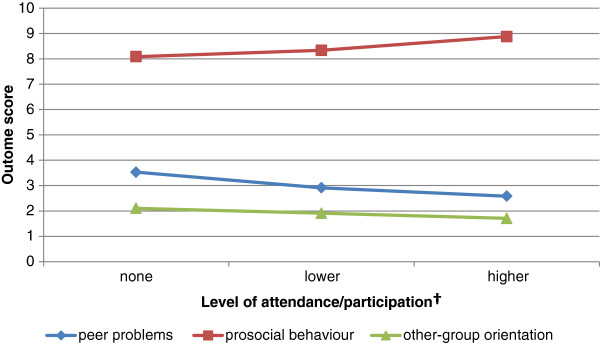 10
9
8
7
6
5
4
3
2
1
0
Outome score
none lower higher
Level of attendance/participation†
peer problems prosocial behaviour other-group orientation